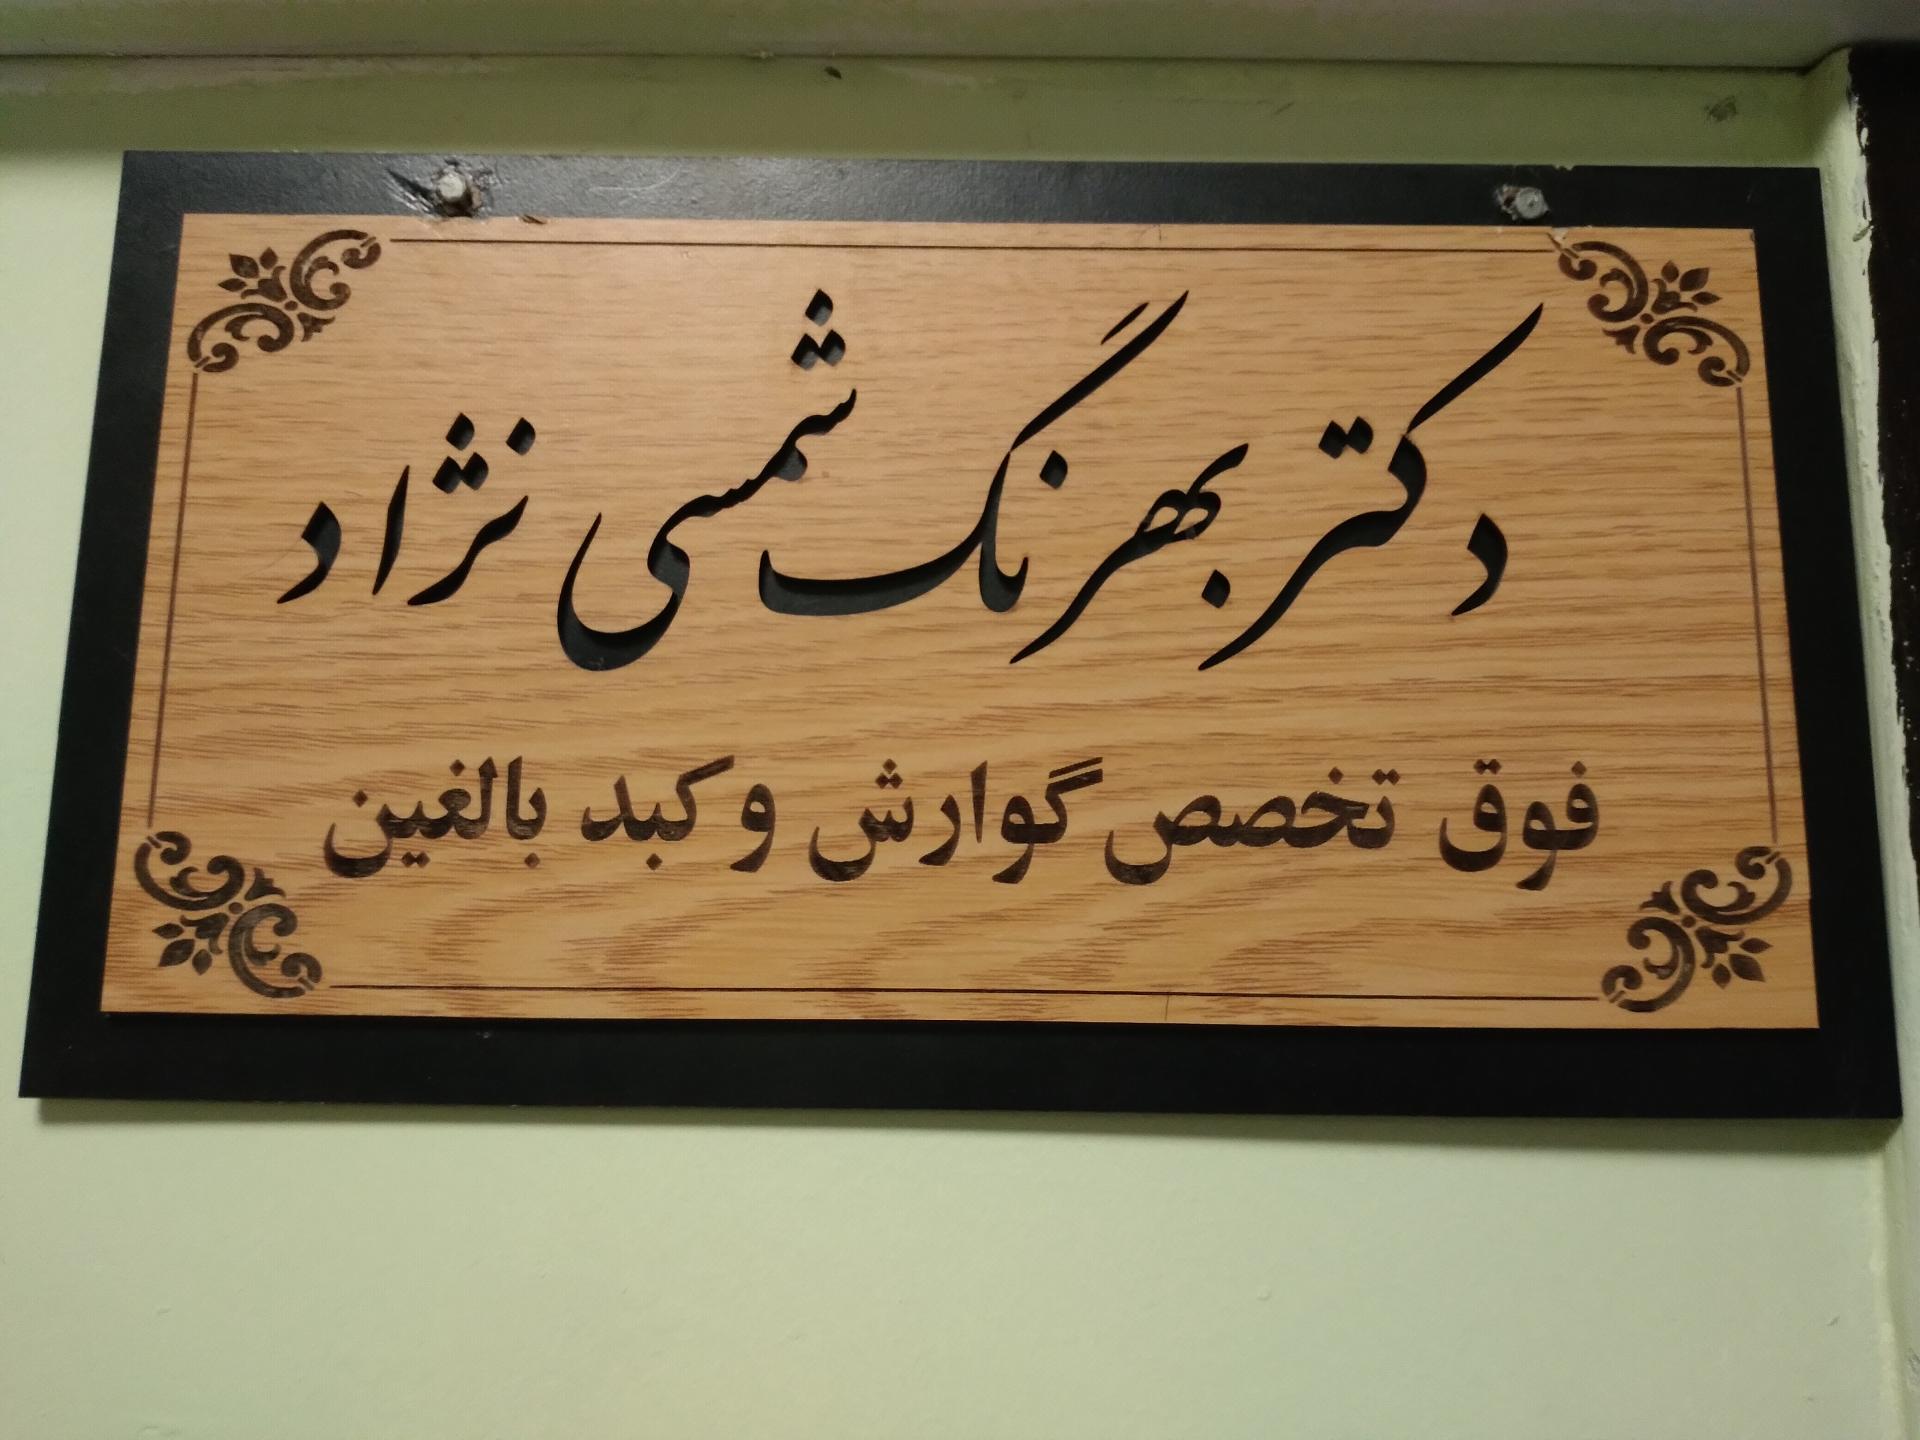 دکتر بهرنگ شمسی نژاد
فوق تخصص گوارش و کبد بالغین